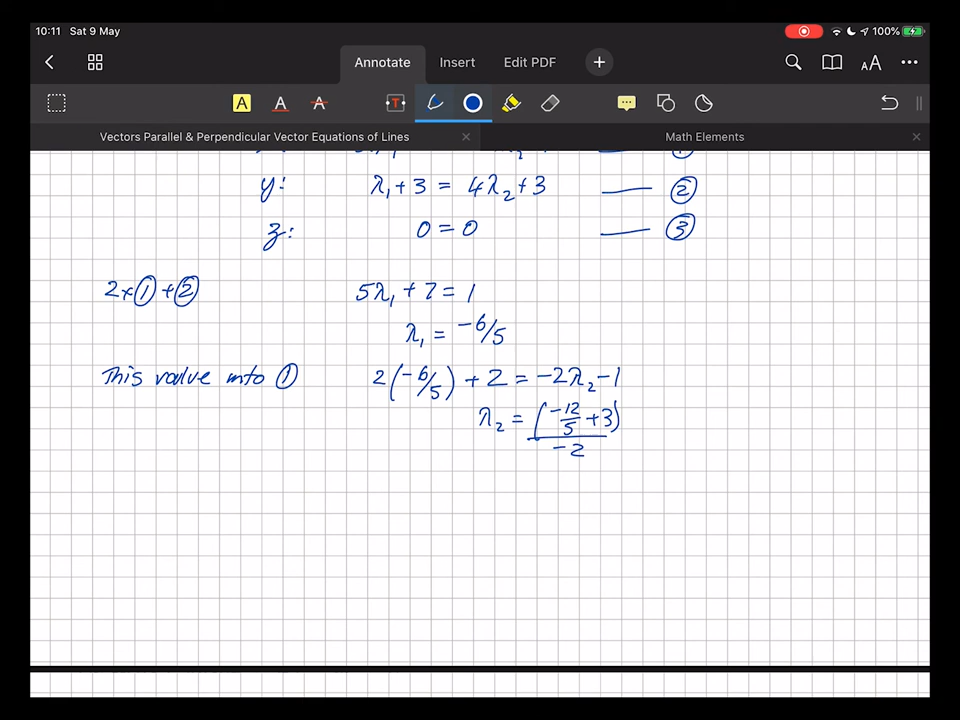 10:11 Sat 9 May 100%
Annotate Insert Edit PDF
Vectors Parallel & Perpendicular Vector Equations of Lines
Math Elements
y: λ₁+3 = 4λ₂+3 —— ②
z: 0 = 0 —— ③
2×①+② 5λ₁ + 7 = 1
λ₁ = -6/5
This value into ① 2(-6/5) + 2 = -2λ₂-1
λ₂ = (-12/5 + 3)/-2